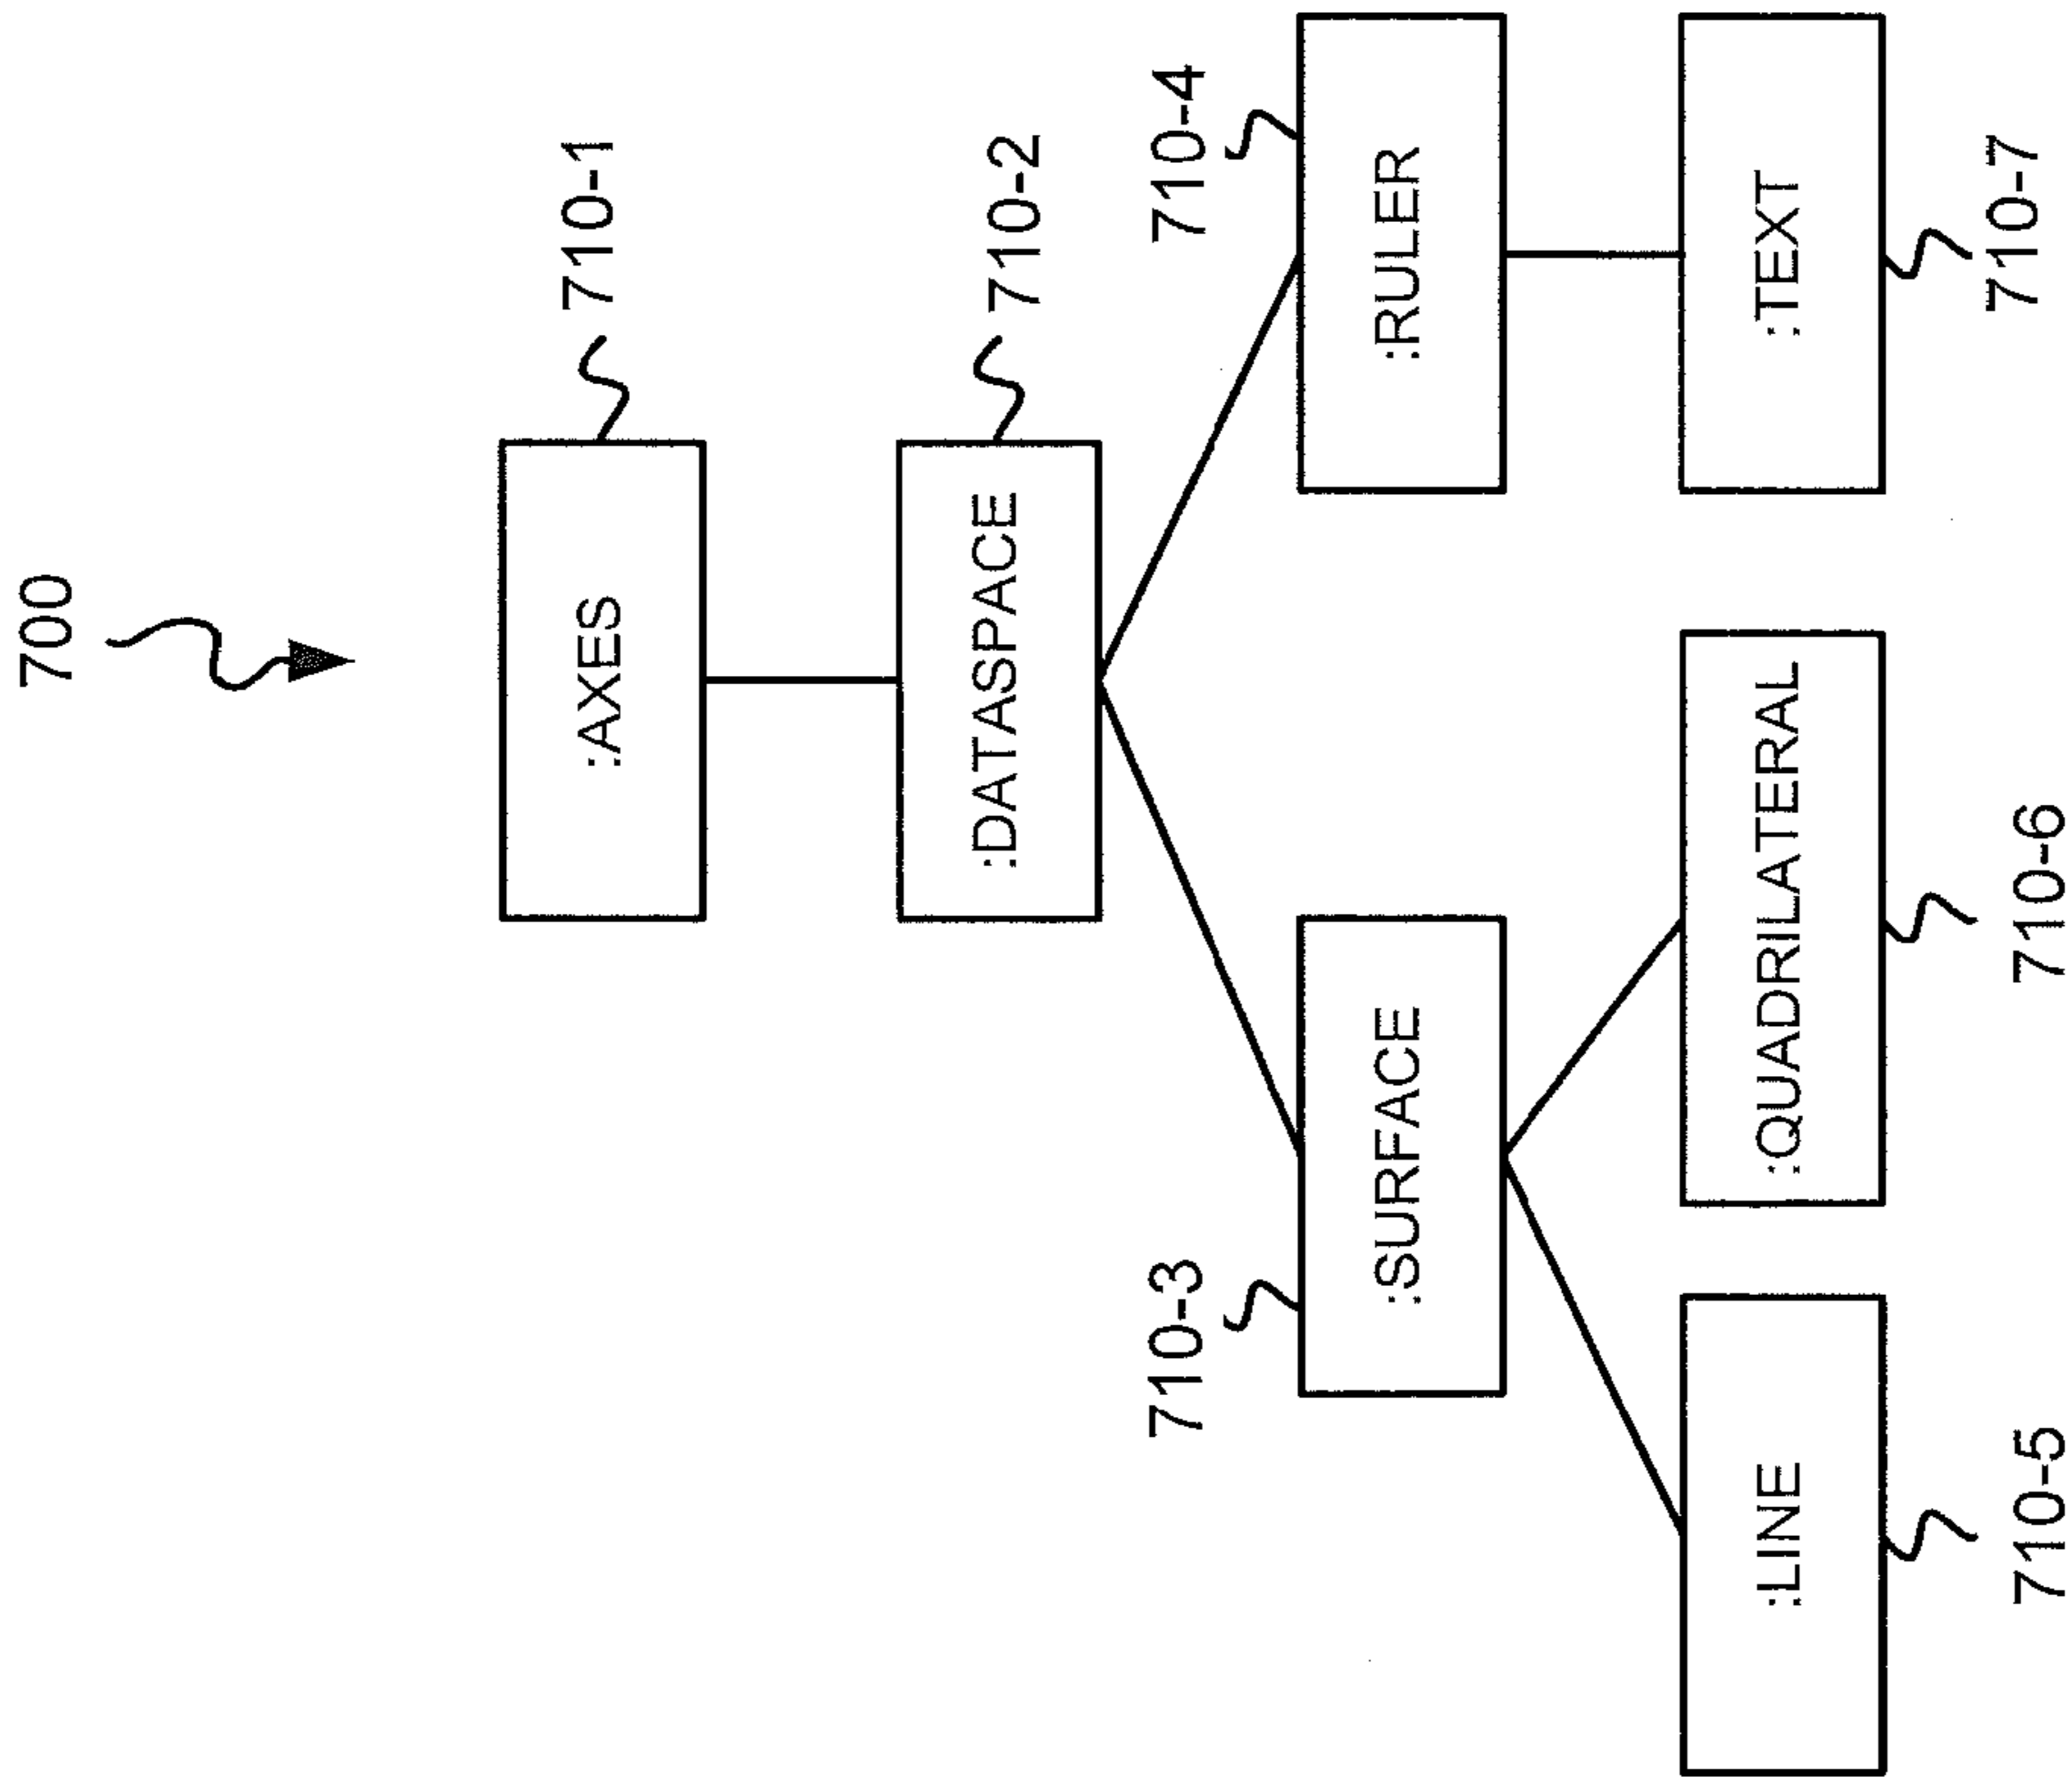 700
:AXES
710-1
:DATASPACE
710-2
710-3
:SURFACE
710-4
:RULER
:LINE
710-5
:QUADRILATERAL
710-6
:TEXT
710-7